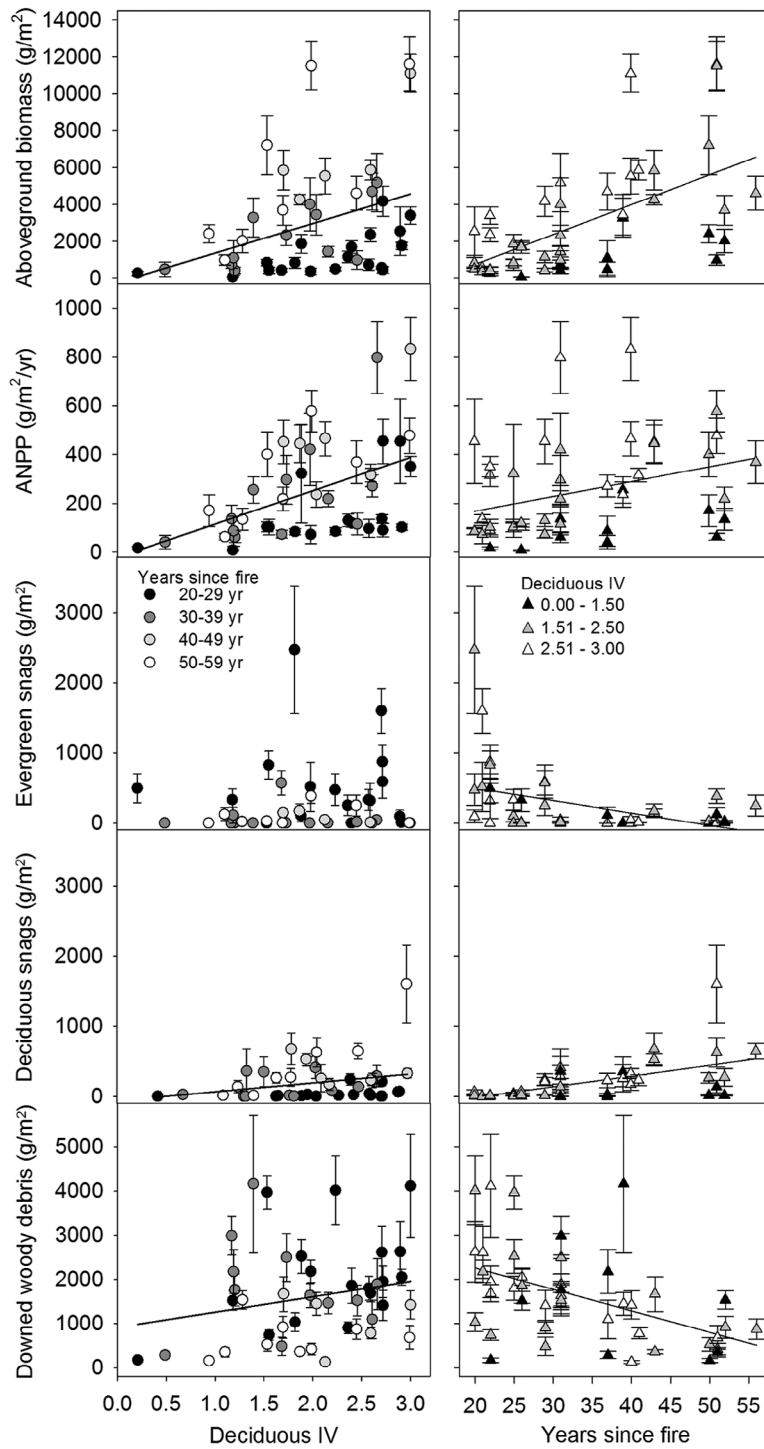 Aboveground biomass (g/m²)
14000
12000
10000
8000
6000
4000
2000
0
ANPP (g/m²/yr)
1000
800
600
400
200
0
Evergreen snags (g/m²)
3000
2000
1000
0
Years since fire
20-29 yr
30-39 yr
40-49 yr
50-59 yr
Deciduous IV
0.00 - 1.50
1.51 - 2.50
2.51 - 3.00
Deciduous snags (g/m²)
3000
2000
1000
0
Downed woody debris (g/m²)
5000
4000
3000
2000
1000
0
0.0 0.5 1.0 1.5 2.0 2.5 3.0
Deciduous IV
20 25 30 35 40 45 50 55
Years since fire